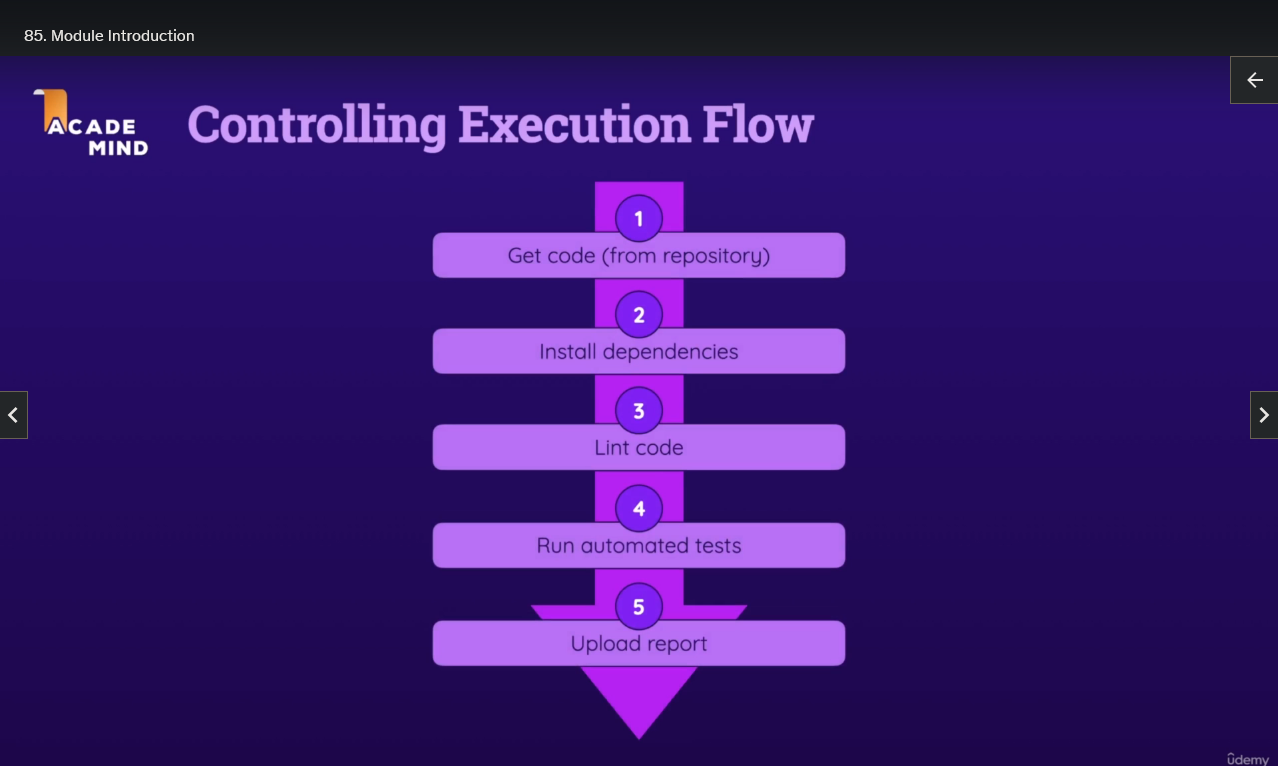 85. Module Introduction
ACADE
MIND
Controlling Execution Flow
1
Get code (from repository)
2
Install dependencies
3
Lint code
4
Run automated tests
5
Upload report
udemy